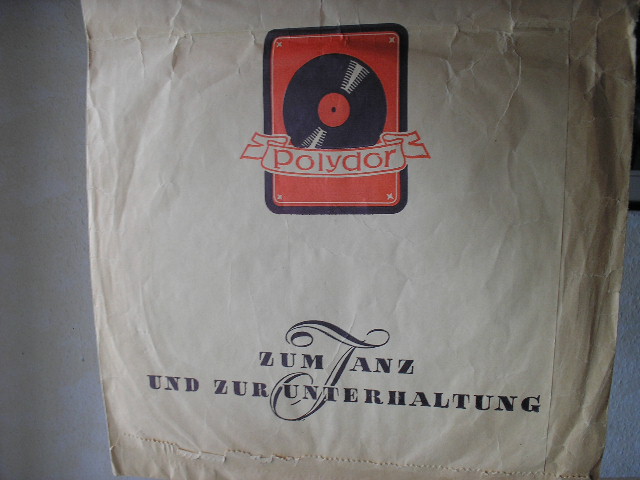 Polydor
ZUM TANZ
UND ZUR UNTERHALTUNG